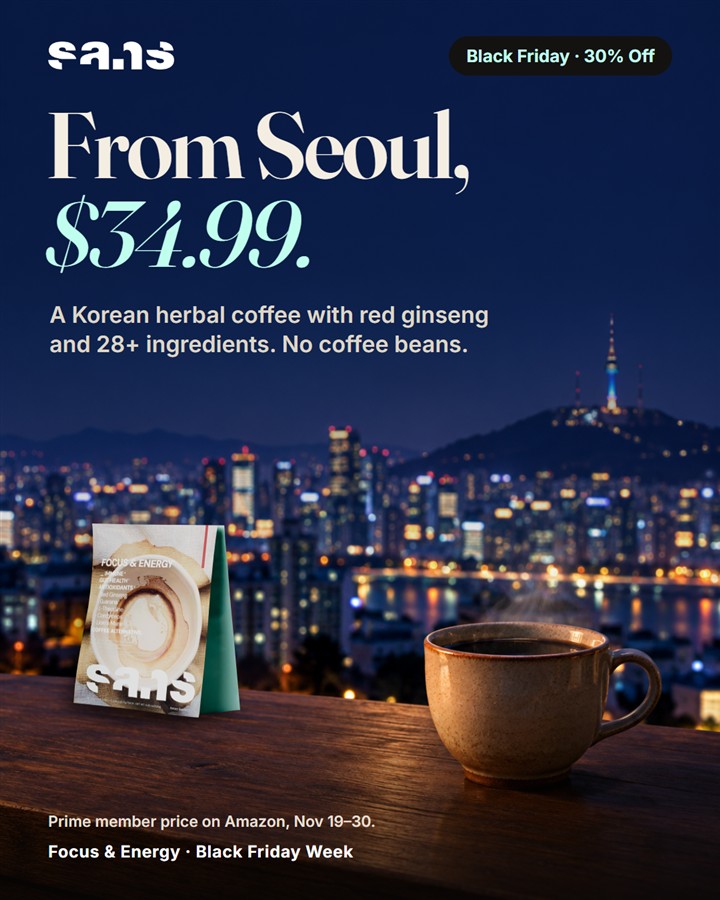 sans
Black Friday · 30% Off
From Seoul,
$34.99.
A Korean herbal coffee with red ginseng
and 28+ ingredients. No coffee beans.
FOCUS & ENERGY
sans
Prime member price on Amazon, Nov 19–30.
Focus & Energy · Black Friday Week